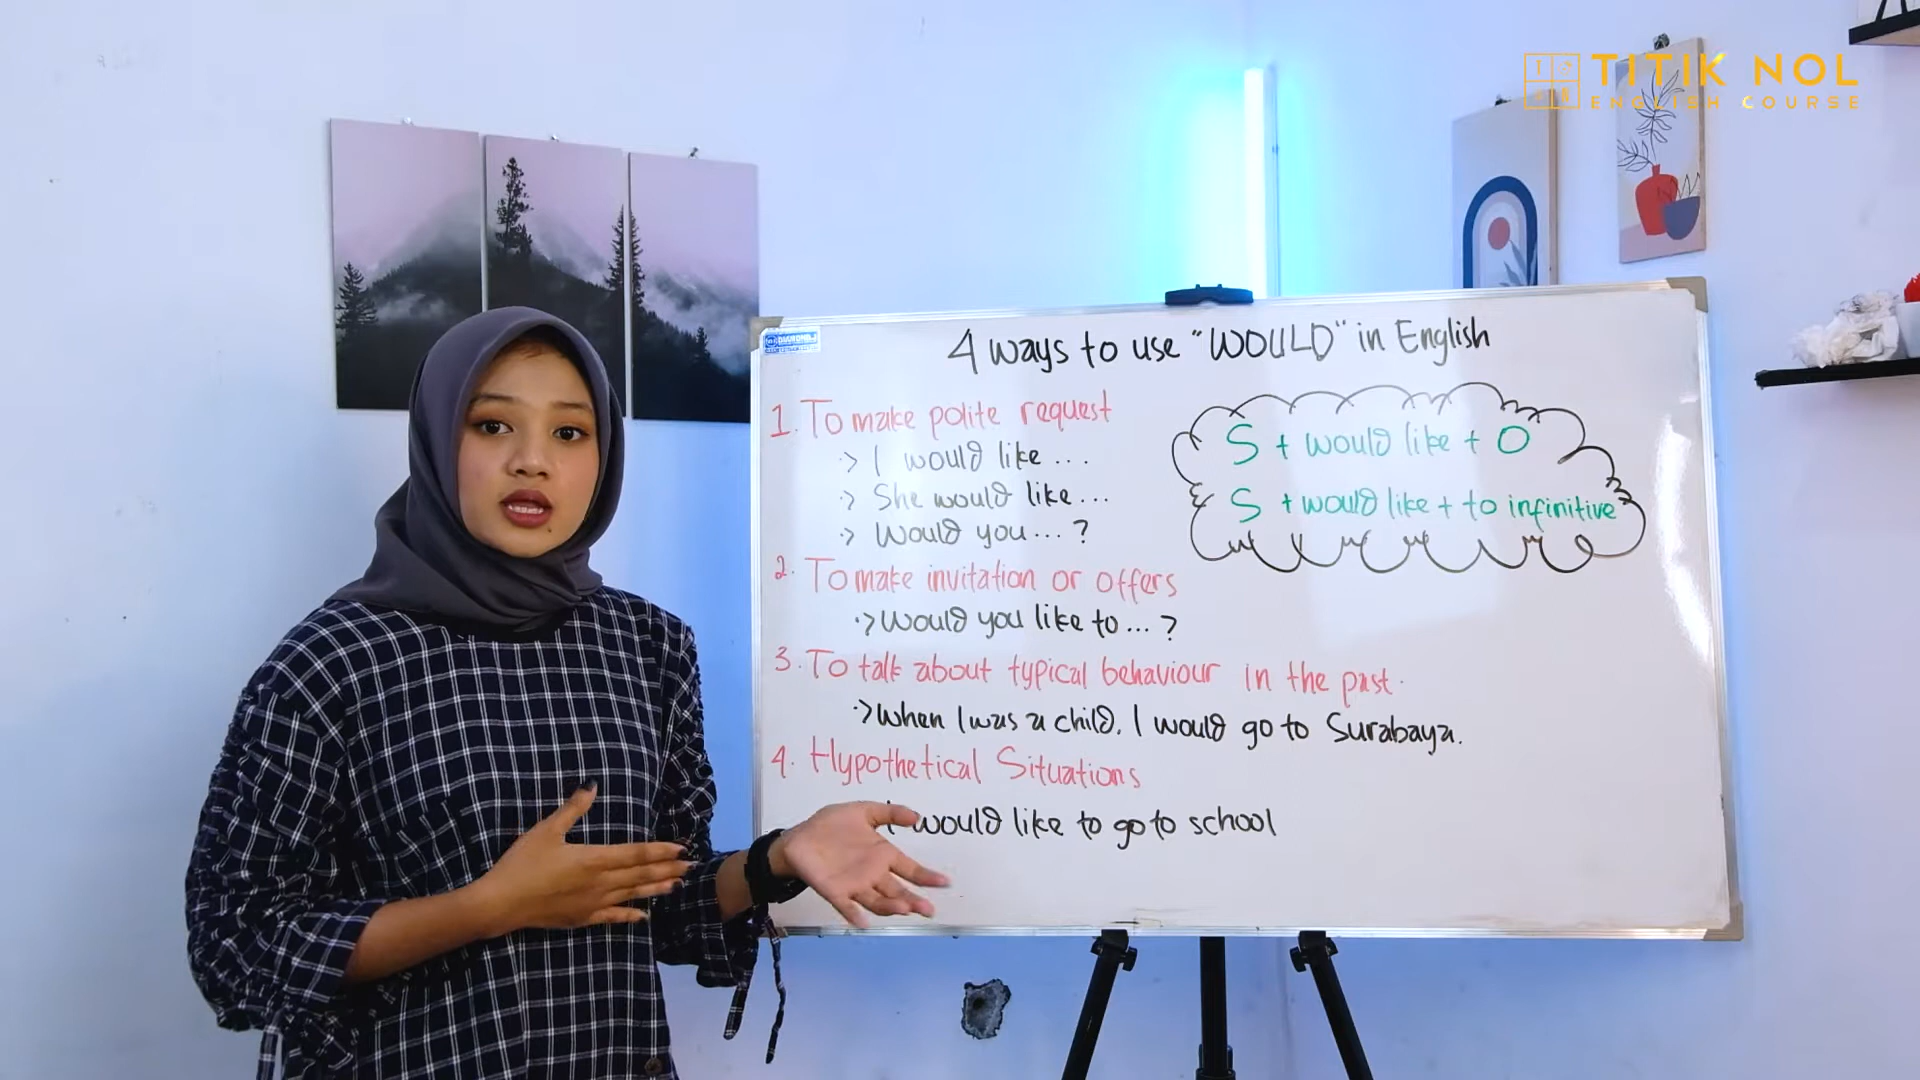 TITIK NOL
ENGLISH COURSE
4 ways to use "WOULD" in English
1. To make polite request
·> I would like ...
·> She would like ...
·> Would you ... ?
S + would like + O
S + would like + to infinitive
2. To make invitation or offers
·> Would you like to ... ?
3. To talk about typical behaviour in the past.
·> When I was a child, I would go to Surabaya.
4. Hypothetical Situations
I would like to go to school